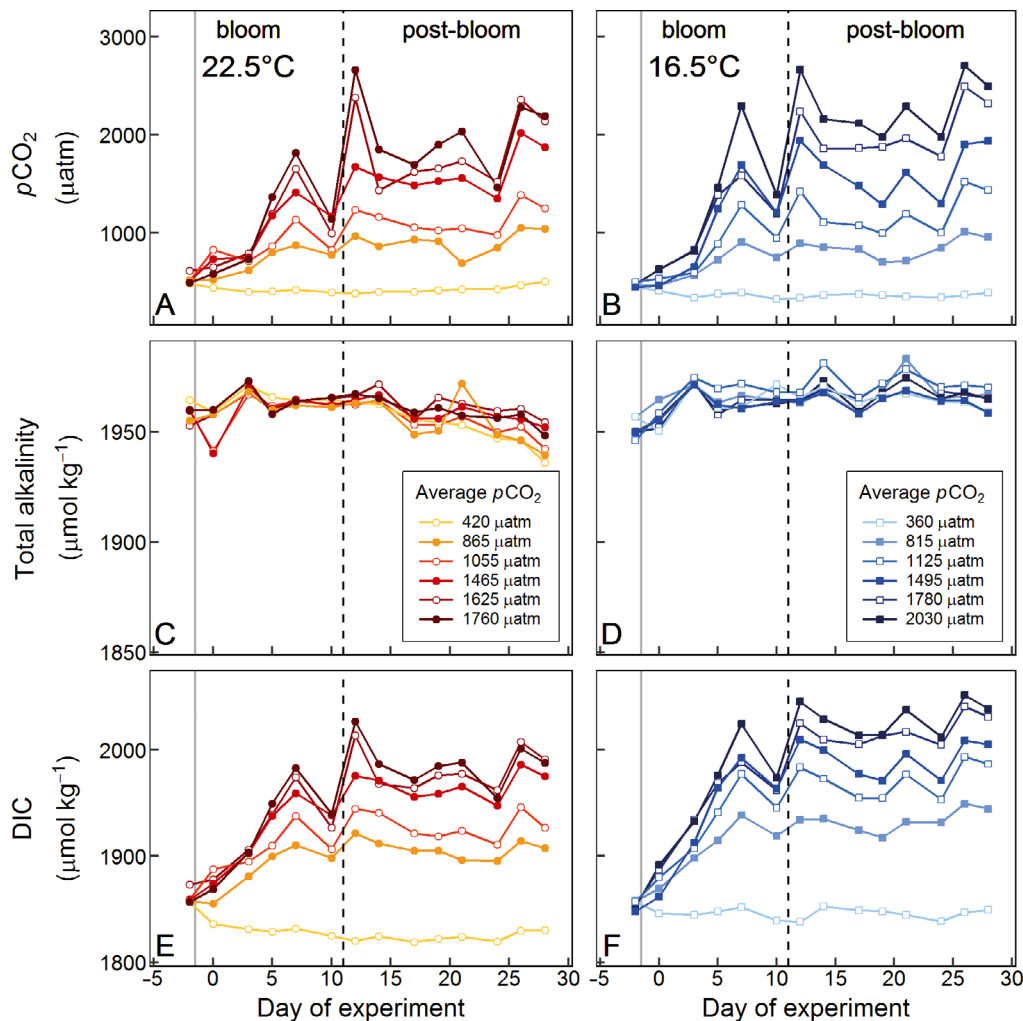 bloom post-bloom
22.5°C
3000
2000
1000
pCO2
(µatm)
A
bloom post-bloom
16.5°C
B
1950
1900
1850
Total alkalinity
(µmol kg−1)
Average pCO2
420 µatm
865 µatm
1055 µatm
1465 µatm
1625 µatm
1760 µatm
C
Average pCO2
360 µatm
815 µatm
1125 µatm
1495 µatm
1780 µatm
2030 µatm
D
2000
1900
1800
DIC
(µmol kg−1)
E
F
−5 0 5 10 15 20 25 30
−5 0 5 10 15 20 25 30
Day of experiment
Day of experiment